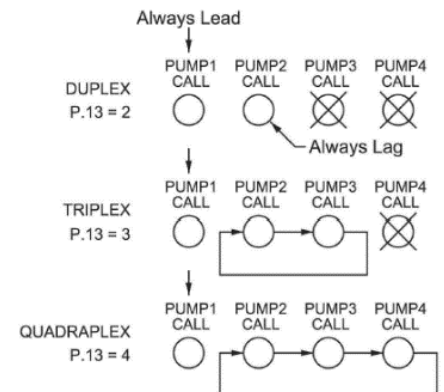 Always Lead
PUMP1 PUMP2 PUMP3 PUMP4
CALL CALL CALL CALL
DUPLEX
P.13 = 2
Always Lag
PUMP1 PUMP2 PUMP3 PUMP4
CALL CALL CALL CALL
TRIPLEX
P.13 = 3
PUMP1 PUMP2 PUMP3 PUMP4
CALL CALL CALL CALL
QUADRAPLEX
P.13 = 4